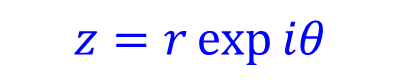 z = r exp iθ